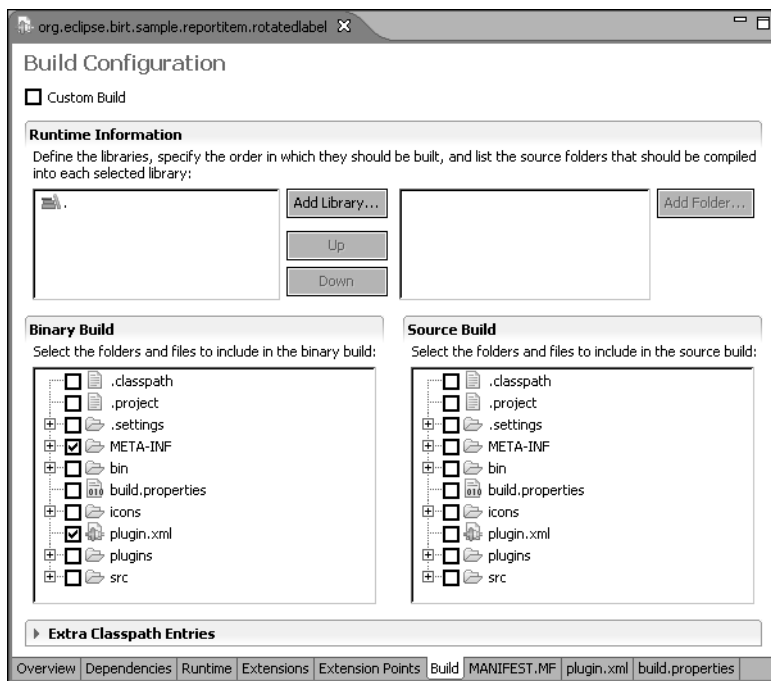 org.eclipse.birt.sample.reportitem.rotatedlabel
Build Configuration
Custom Build
Runtime Information
Define the libraries, specify the order in which they should be built, and list the source folders that should be compiled
into each selected library:
.
Add Library...
Add Folder...
Up
Down
Binary Build
Select the folders and files to include in the binary build:
.classpath
.project
.settings
META-INF
bin
build.properties
icons
plugin.xml
plugins
src
Source Build
Select the folders and files to include in the source build:
.classpath
.project
.settings
META-INF
bin
build.properties
icons
plugin.xml
plugins
src
Extra Classpath Entries
Overview Dependencies Runtime Extensions Extension Points Build MANIFEST.MF plugin.xml build.properties